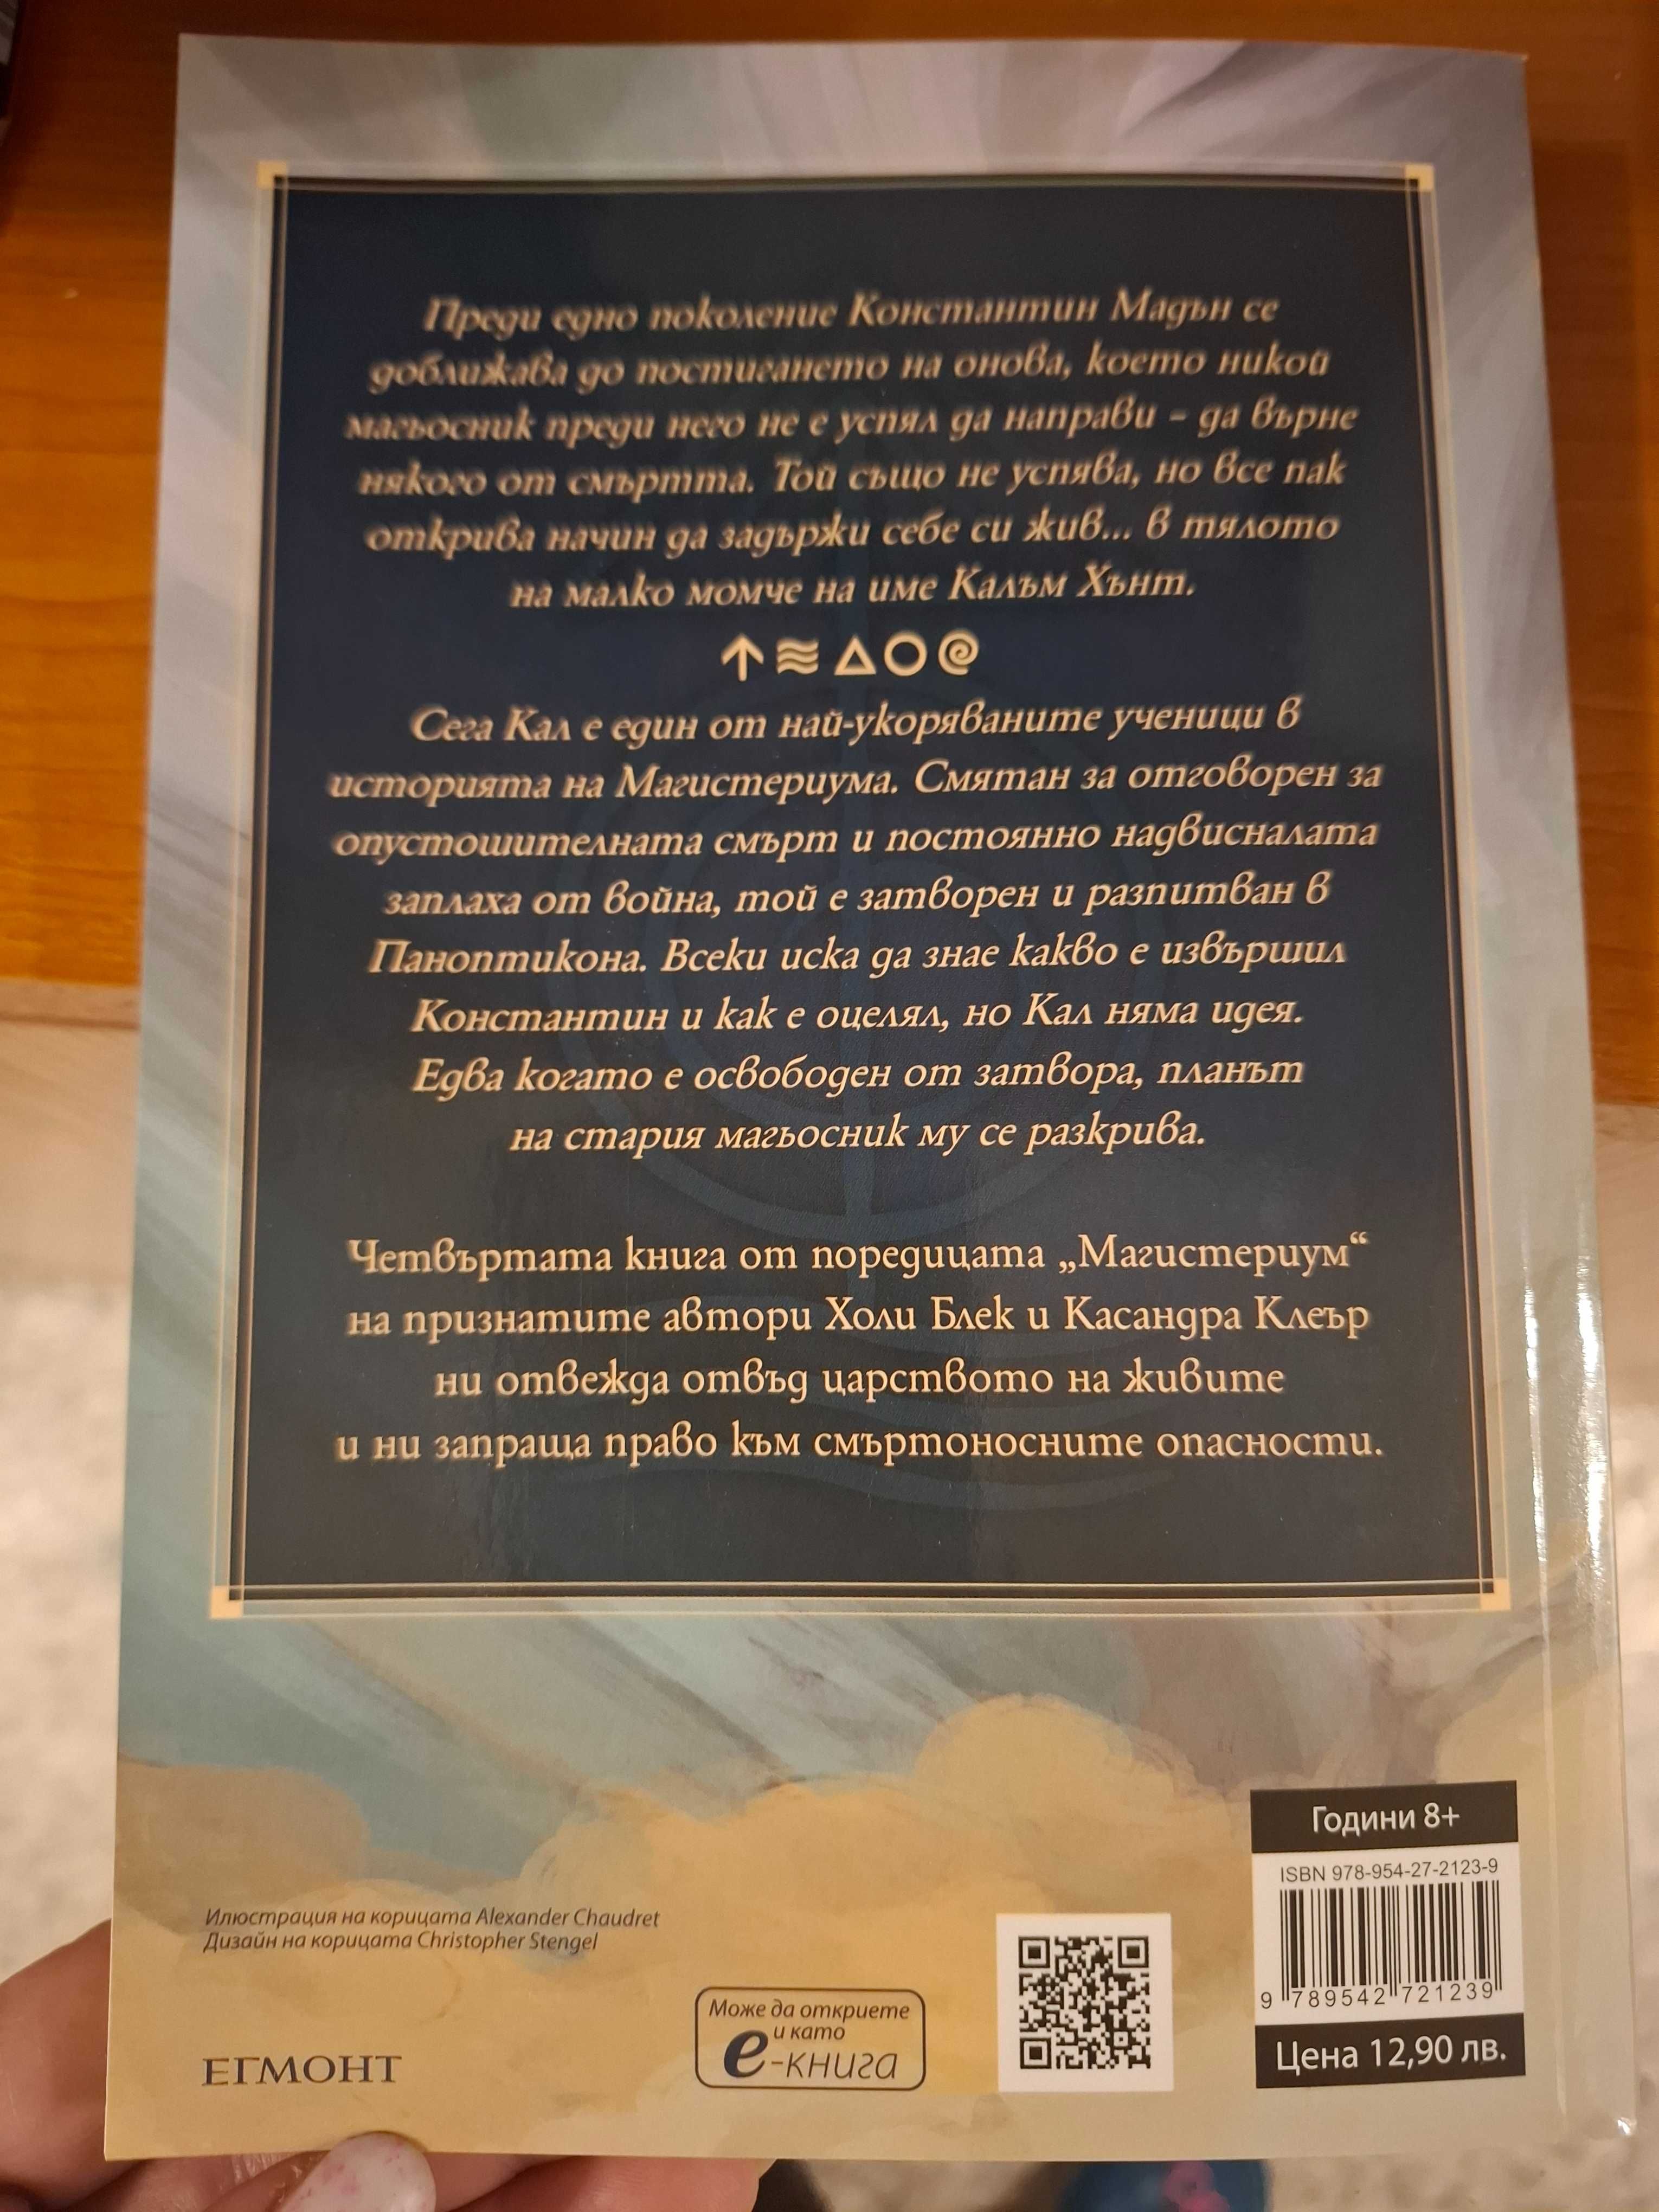 Преди едно поколение Константин Мадън се
доближава до постигането на онова, което никой
магьосник преди него не е успял да направи – да върне
някого от смъртта. Той също не успява, но все пак
открива начин да задържи себе си жив... в тялото
на малко момче на име Калъм Хънт.
Сега Кал е един от най-укоряваните ученици в
историята на Магистериума. Смятан за отговорен за
опустошителната смърт и постоянно надвисналата
заплаха от война, той е затворен и разпитван в
Паноптикона. Всеки иска да знае какво е извършил
Константин и как е оцелял, но Кал няма идея.
Едва когато е освободен от затвора, планът
на стария магьосник му се разкрива.
Четвъртата книга от поредицата „Магистериум“
на признатите автори Холи Блек и Касандра Клеър
ни отвежда отвъд царството на живите
и ни запраща право към смъртоносните опасности.
Години 8+
ISBN 978-954-27-2123-9
9 789542 721239
Цена 12,90 лв.
Илюстрация на корицата Alexander Chaudret
Дизайн на корицата Christopher Stengel
Може да откриете
и като
е-книга
ЕГМОНТ